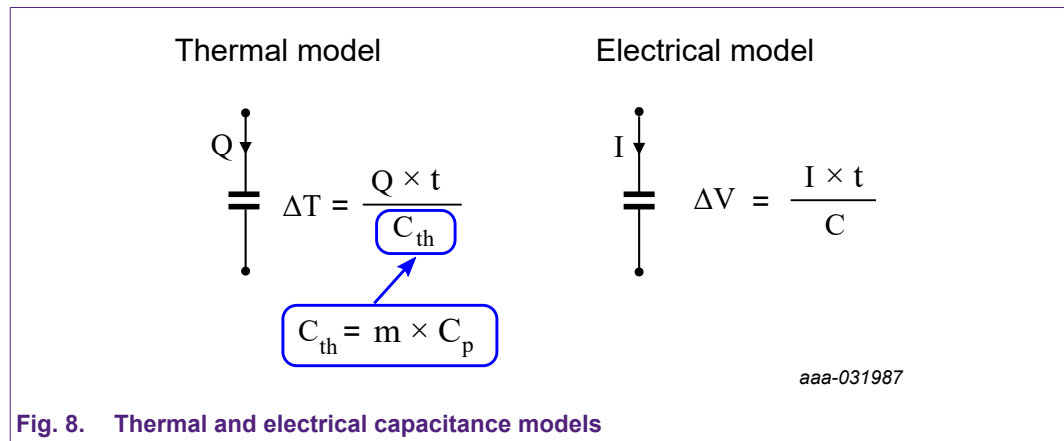 Thermal model
Electrical model
Q
ΔT = Q × t / C_th
C_th = m × C_p
I
ΔV = I × t / C
aaa-031987
Fig. 8. Thermal and electrical capacitance models